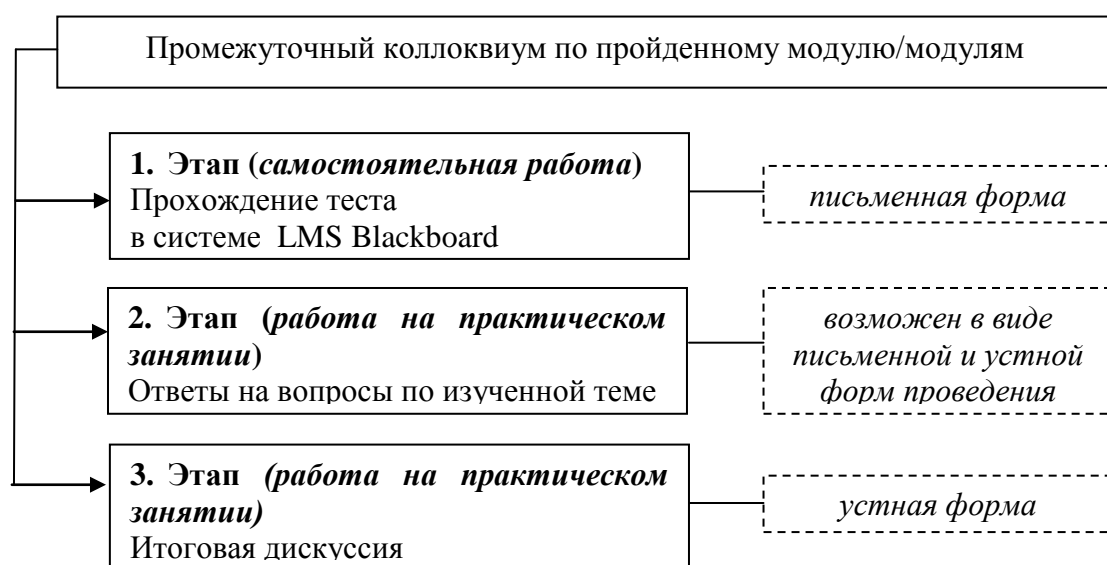 Промежуточный коллоквиум по пройденному модулю/модулям
1. Этап (самостоятельная работа)
Прохождение теста
в системе LMS Blackboard
письменная форма
2. Этап (работа на практическом
занятии)
Ответы на вопросы по изученной теме
возможен в виде
письменной и устной
форм проведения
3. Этап (работа на практическом
занятии)
Итоговая дискуссия
устная форма